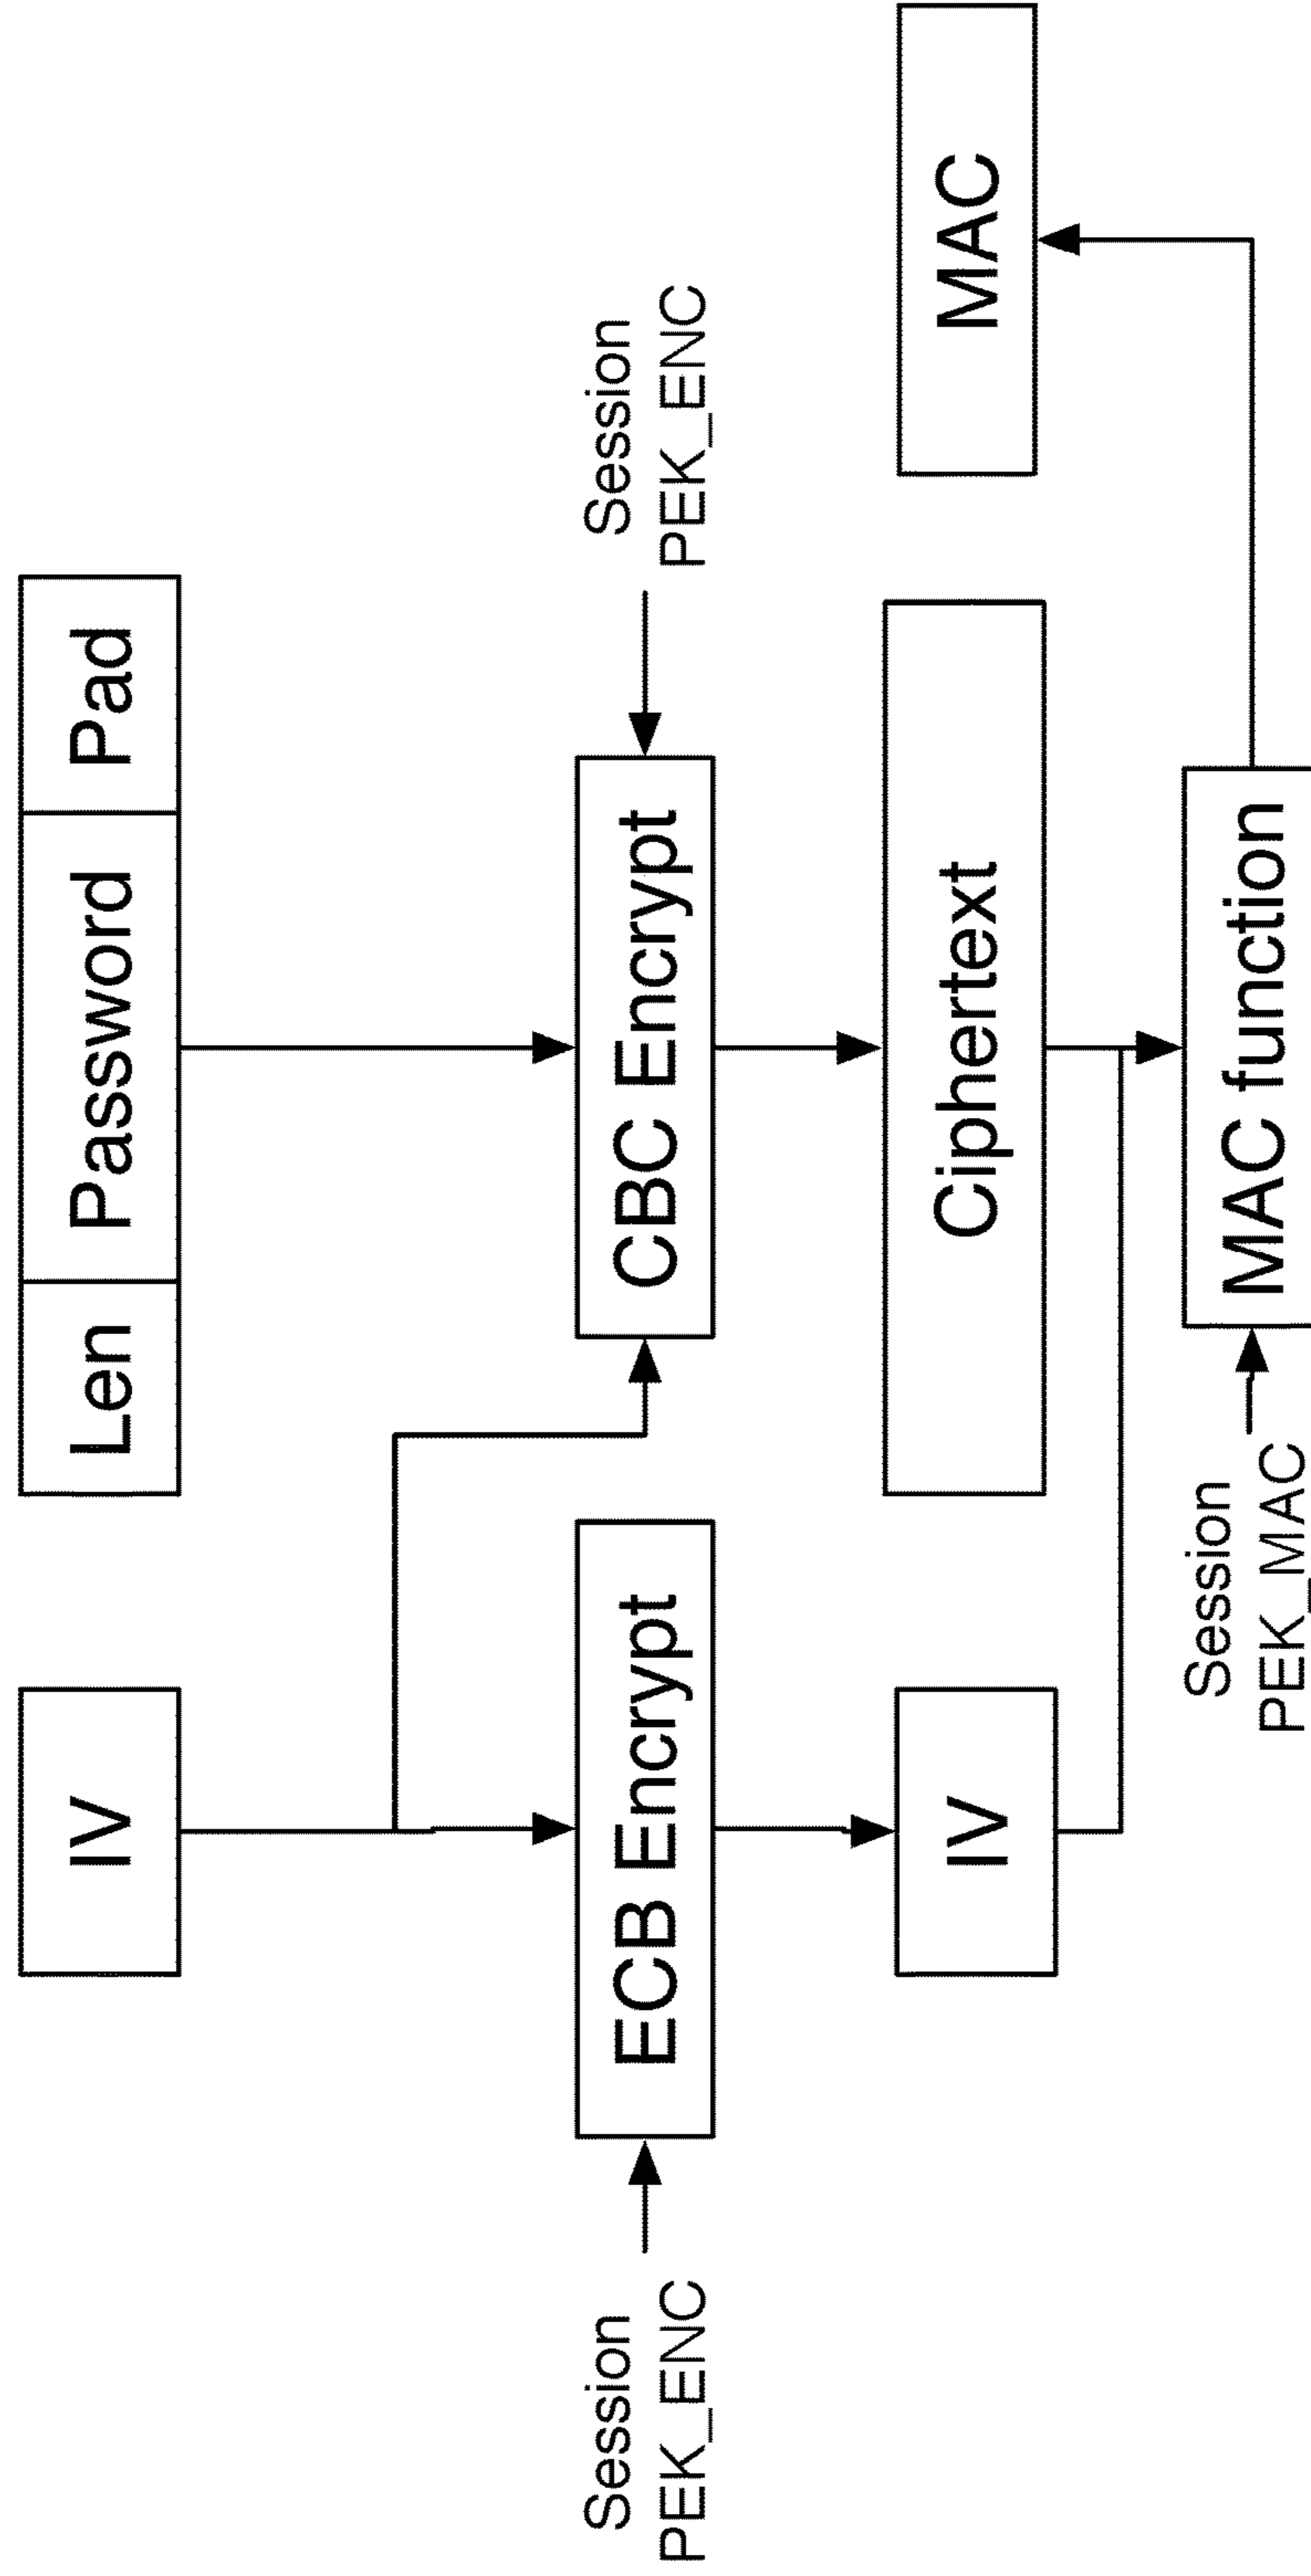 IV
Len
Password
Pad
Session
PEK_ENC
ECB Encrypt
CBC Encrypt
Session
PEK_ENC
IV
Ciphertext
MAC
Session
PEK_MAC
MAC function